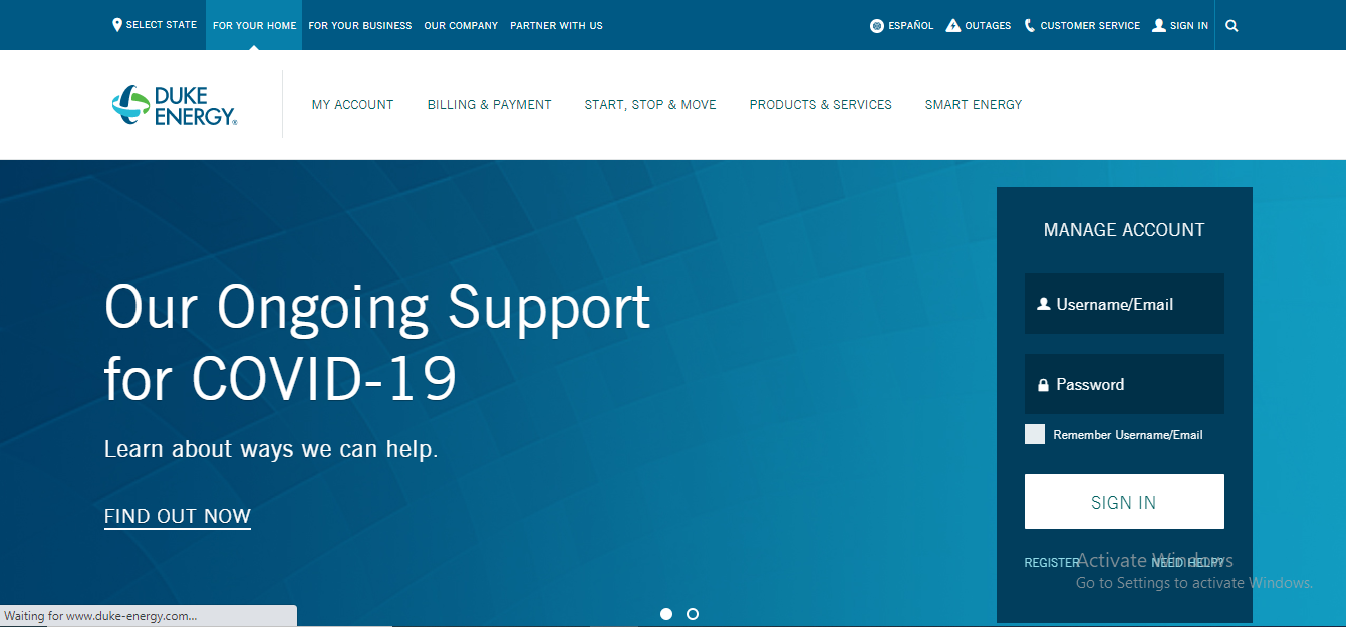 SELECT STATE
FOR YOUR HOME
FOR YOUR BUSINESS
OUR COMPANY
PARTNER WITH US
ESPAÑOL
OUTAGES
CUSTOMER SERVICE
SIGN IN
DUKE
ENERGY®
MY ACCOUNT
BILLING & PAYMENT
START, STOP & MOVE
PRODUCTS & SERVICES
SMART ENERGY
Our Ongoing Support
for COVID-19
Learn about ways we can help.
FIND OUT NOW
MANAGE ACCOUNT
Username/Email
Password
Remember Username/Email
SIGN IN
REGISTER
NEED HELP?
Activate Windows
Go to Settings to activate Windows.
Waiting for www.duke-energy.com...